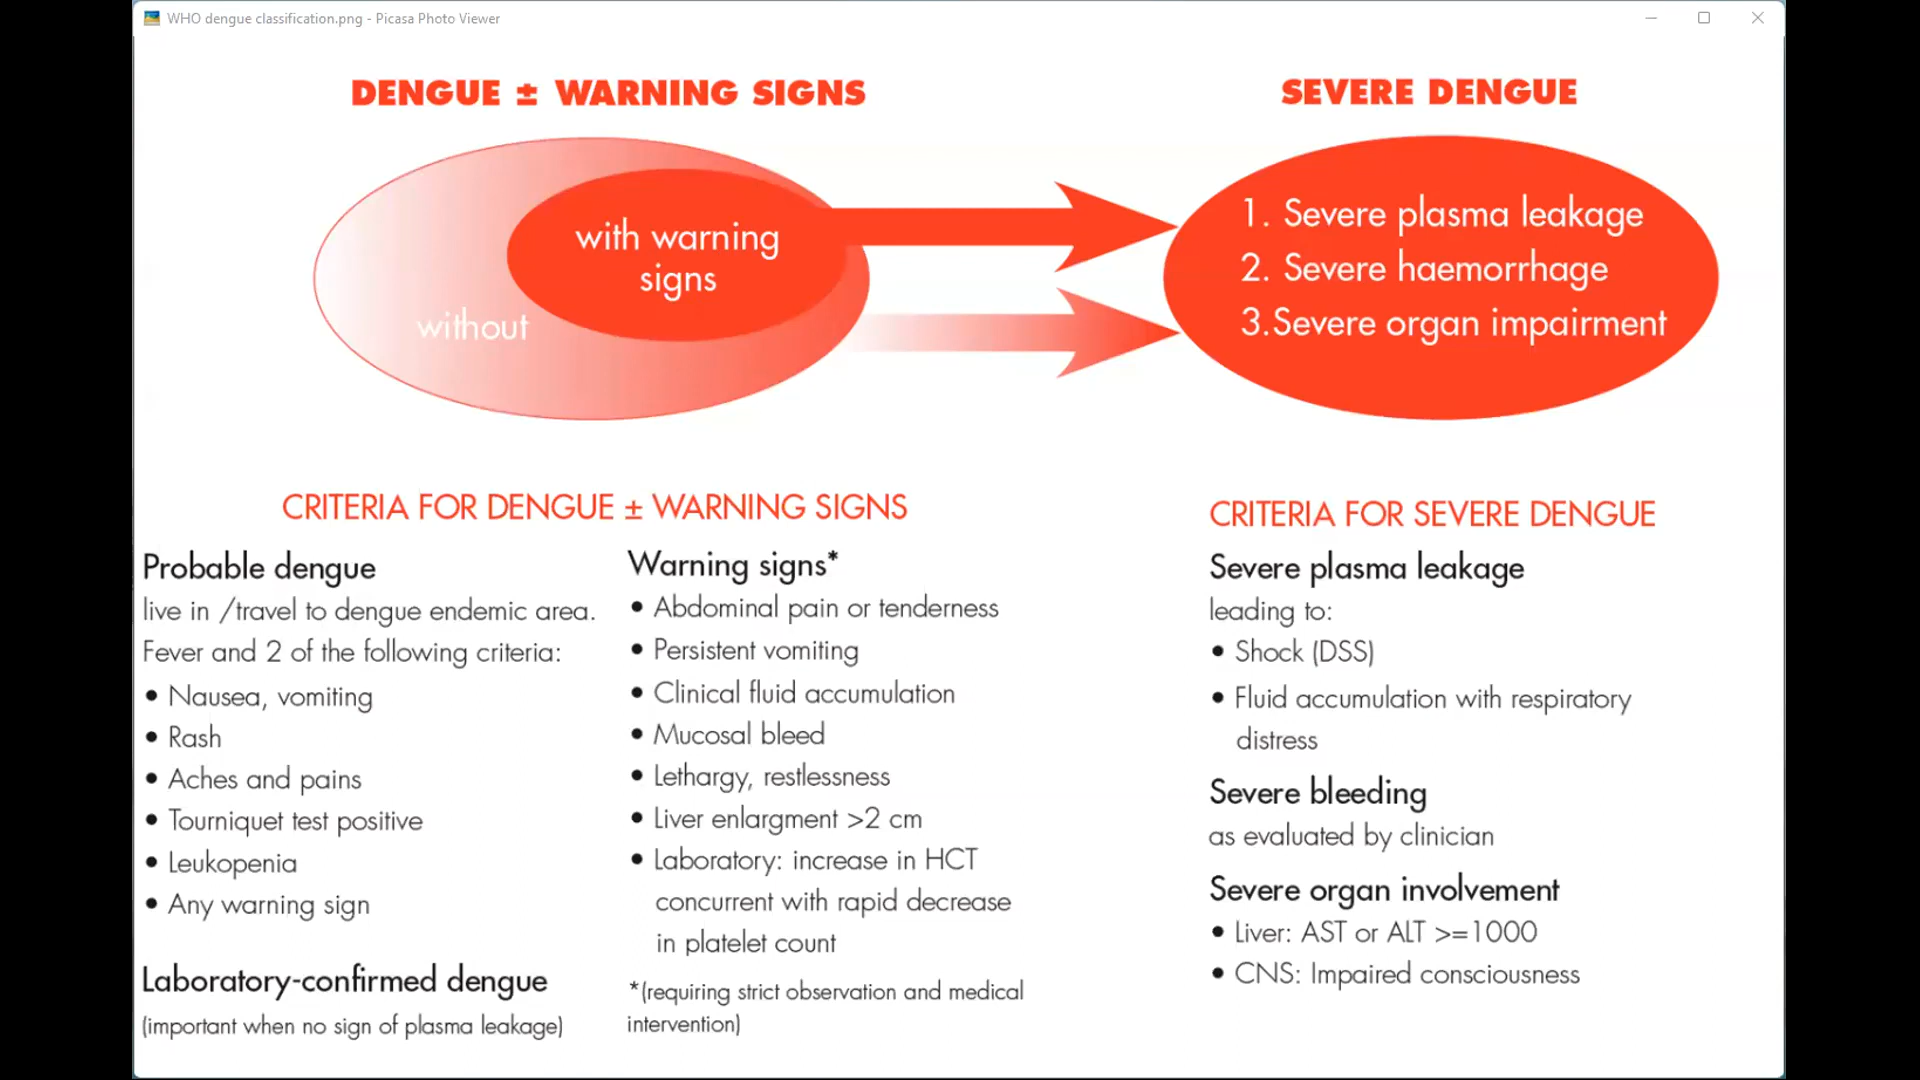 WHO dengue classification.png - Picasa Photo Viewer
DENGUE ± WARNING SIGNS
SEVERE DENGUE
with warning
signs
without
1. Severe plasma leakage
2. Severe haemorrhage
3.Severe organ impairment
CRITERIA FOR DENGUE ± WARNING SIGNS
Probable dengue
live in /travel to dengue endemic area.
Fever and 2 of the following criteria:
• Nausea, vomiting
• Rash
• Aches and pains
• Tourniquet test positive
• Leukopenia
• Any warning sign
Laboratory-confirmed dengue
(important when no sign of plasma leakage)
Warning signs*
• Abdominal pain or tenderness
• Persistent vomiting
• Clinical fluid accumulation
• Mucosal bleed
• Lethargy, restlessness
• Liver enlargment >2 cm
• Laboratory: increase in HCT
concurrent with rapid decrease
in platelet count
*(requiring strict observation and medical
intervention)
CRITERIA FOR SEVERE DENGUE
Severe plasma leakage
leading to:
• Shock (DSS)
• Fluid accumulation with respiratory
distress
Severe bleeding
as evaluated by clinician
Severe organ involvement
• Liver: AST or ALT >=1000
• CNS: Impaired consciousness